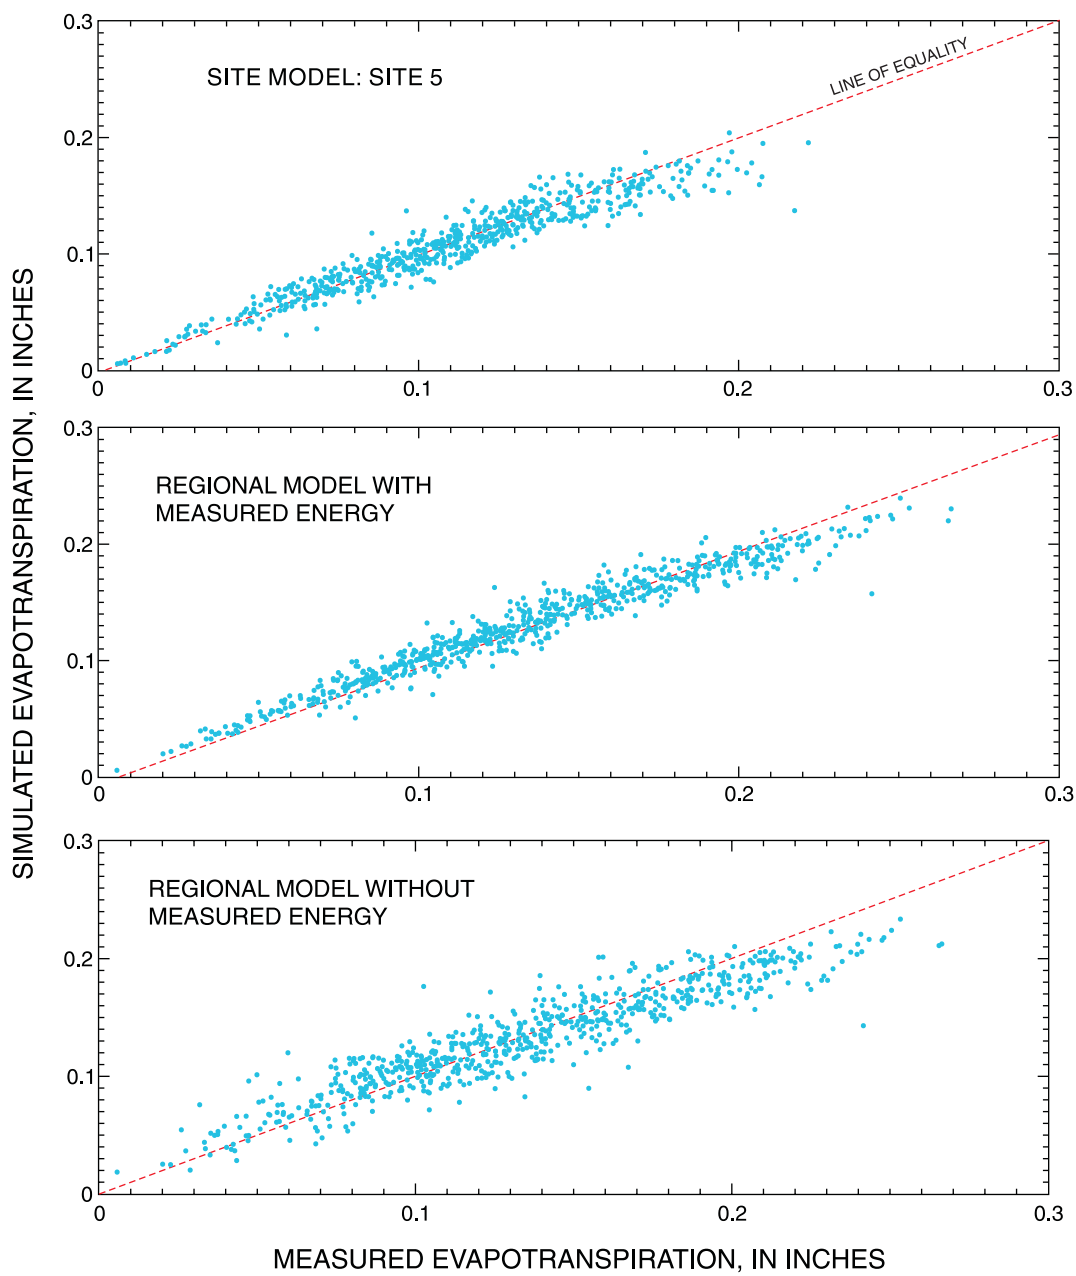 SIMULATED EVAPOTRANSPIRATION, IN INCHES
0.3
SITE MODEL: SITE 5
LINE OF EQUALITY
0.2
0.1
0
0 0.1 0.2 0.3
0.3
REGIONAL MODEL WITH
MEASURED ENERGY
0.2
0.1
0
0 0.1 0.2 0.3
0.3
REGIONAL MODEL WITHOUT
MEASURED ENERGY
0.2
0.1
0
0 0.1 0.2 0.3
MEASURED EVAPOTRANSPIRATION, IN INCHES